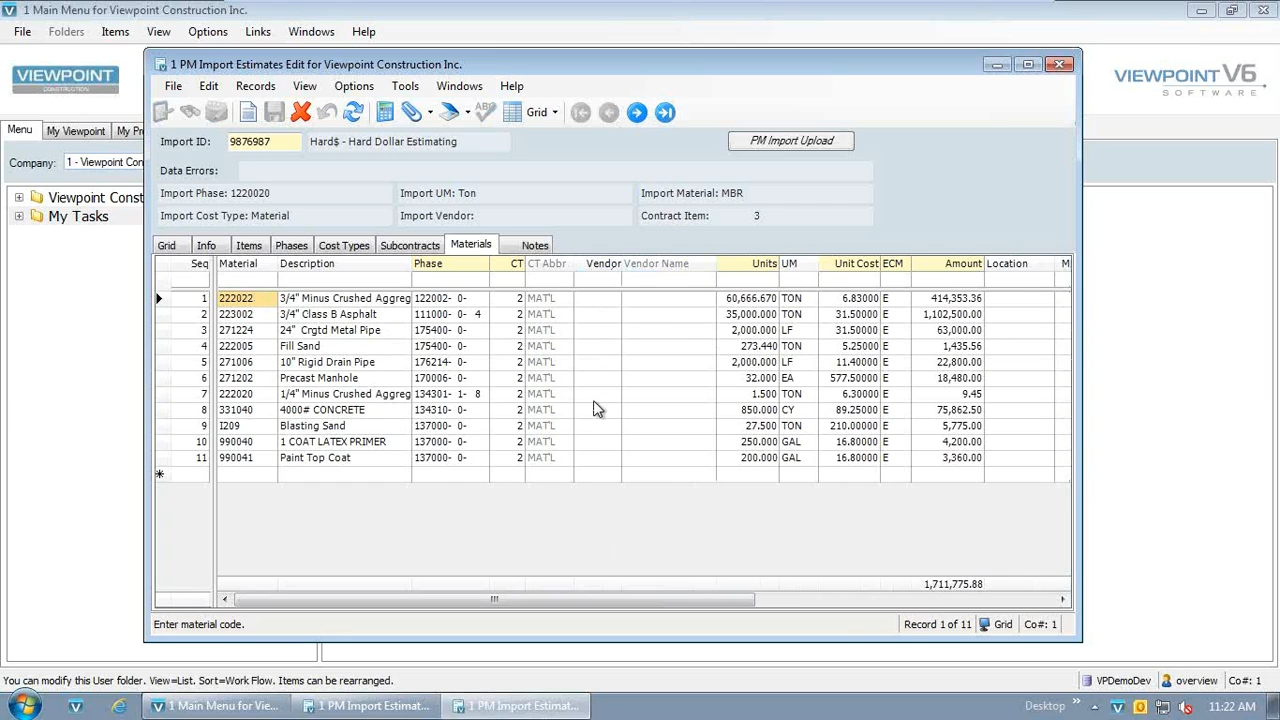 1 Main Menu for Viewpoint Construction Inc.
File Folders Items View Options Links Windows Help
VIEWPOINT
CONSTRUCTION
VIEWPOINT V6
SOFTWARE
Menu My Viewpoint My Pr
Company: 1 - Viewpoint Con
Viewpoint Const
My Tasks
1 PM Import Estimates Edit for Viewpoint Construction Inc.
File Edit Records View Options Tools Windows Help
ABC Grid
Import ID: 9876987 Hard$ - Hard Dollar Estimating PM Import Upload
Data Errors:
Import Phase: 1220020 Import UM: Ton Import Material: MBR
Import Cost Type: Material Import Vendor: Contract Item: 3
Grid Info Items Phases Cost Types Subcontracts Materials Notes
Seq Material Description Phase CT CT Abbr Vendor Vendor Name Units UM Unit Cost ECM Amount Location M
1 222022 3/4" Minus Crushed Aggreg 122002- 0- 2 MAT'L 60,666.670 TON 6.83000 E 414,353.36
2 223002 3/4" Class B Asphalt 111000- 0- 4 2 MAT'L 35,000.000 TON 31.50000 E 1,102,500.00
3 271224 24" Crgtd Metal Pipe 175400- 0- 2 MAT'L 2,000.000 LF 31.50000 E 63,000.00
4 222005 Fill Sand 175400- 0- 2 MAT'L 273.440 TON 5.25000 E 1,435.56
5 271006 10" Rigid Drain Pipe 176214- 0- 2 MAT'L 2,000.000 LF 11.40000 E 22,800.00
6 271202 Precast Manhole 170006- 0- 2 MAT'L 32.000 EA 577.50000 E 18,480.00
7 222020 1/4" Minus Crushed Aggreg 134301- 1- 8 2 MAT'L 1.500 TON 6.30000 E 9.45
8 331040 4000# CONCRETE 134310- 0- 2 MAT'L 850.000 CY 89.25000 E 75,862.50
9 I209 Blasting Sand 137000- 0- 2 MAT'L 27.500 TON 210.00000 E 5,775.00
10 990040 1 COAT LATEX PRIMER 137000- 0- 2 MAT'L 250.000 GAL 16.80000 E 4,200.00
11 990041 Paint Top Coat 137000- 0- 2 MAT'L 200.000 GAL 16.80000 E 3,360.00
1,711,775.88
Enter material code. Record 1 of 11 Grid Co#: 1
You can modify this User folder. View=List. Sort=Work Flow. Items can be rearranged. VPDemoDev overview Co#: 1
1 Main Menu for Vie... 1 PM Import Estimat... 1 PM Import Estimat... Desktop 11:22 AM